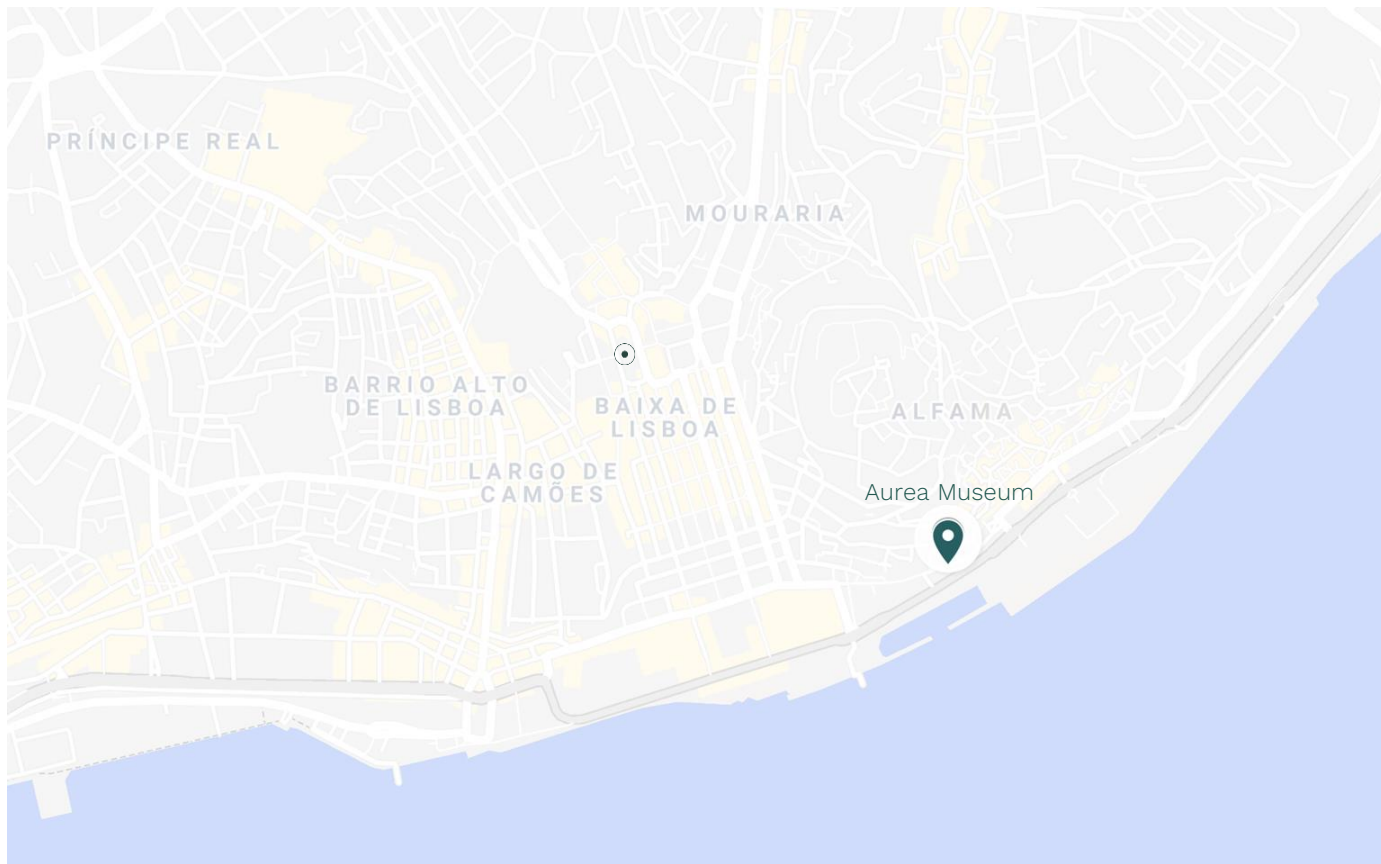 PRÍNCIPE REAL
MOURARIA
BARRIO ALTO
DE LISBOA
BAIXA DE
LISBOA
ALFAMA
LARGO DE
CAMÕES
Aurea Museum